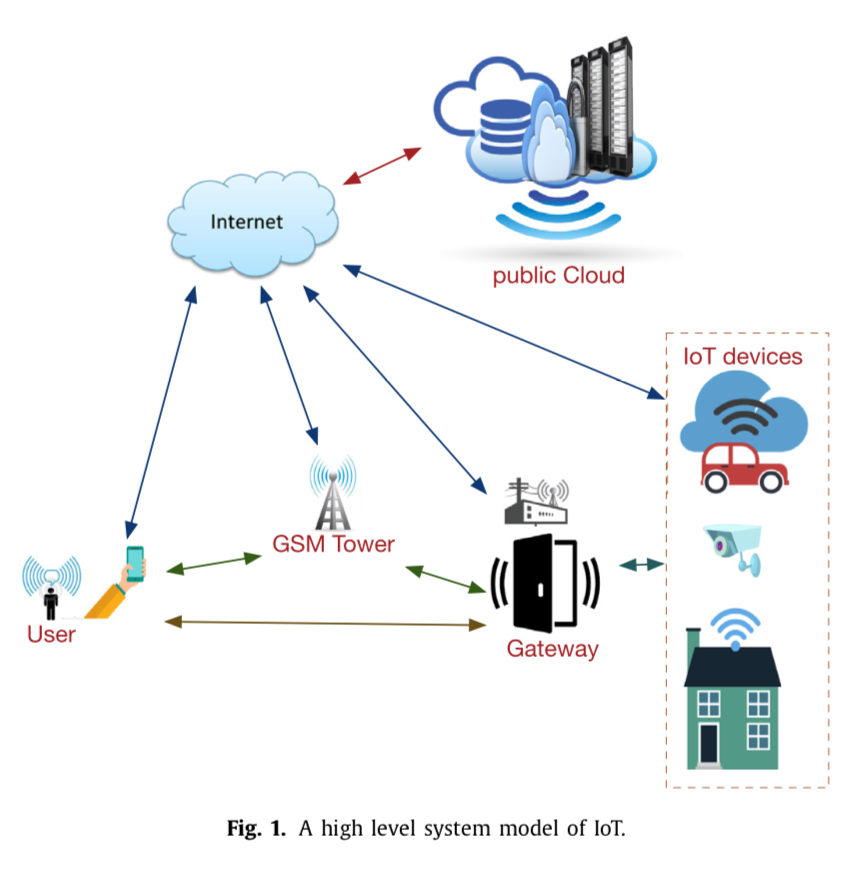 Internet
public Cloud
IoT devices
GSM Tower
User
Gateway
Fig. 1. A high level system model of IoT.